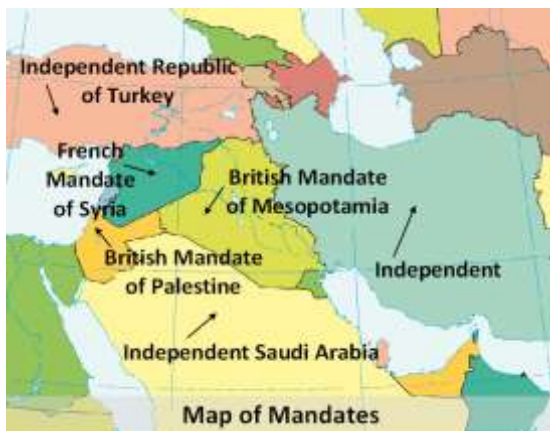 Independent Republic
of Turkey
French
Mandate
of Syria
British Mandate
of Mesopotamia
British Mandate
of Palestine
Independent
Independent Saudi Arabia
Map of Mandates